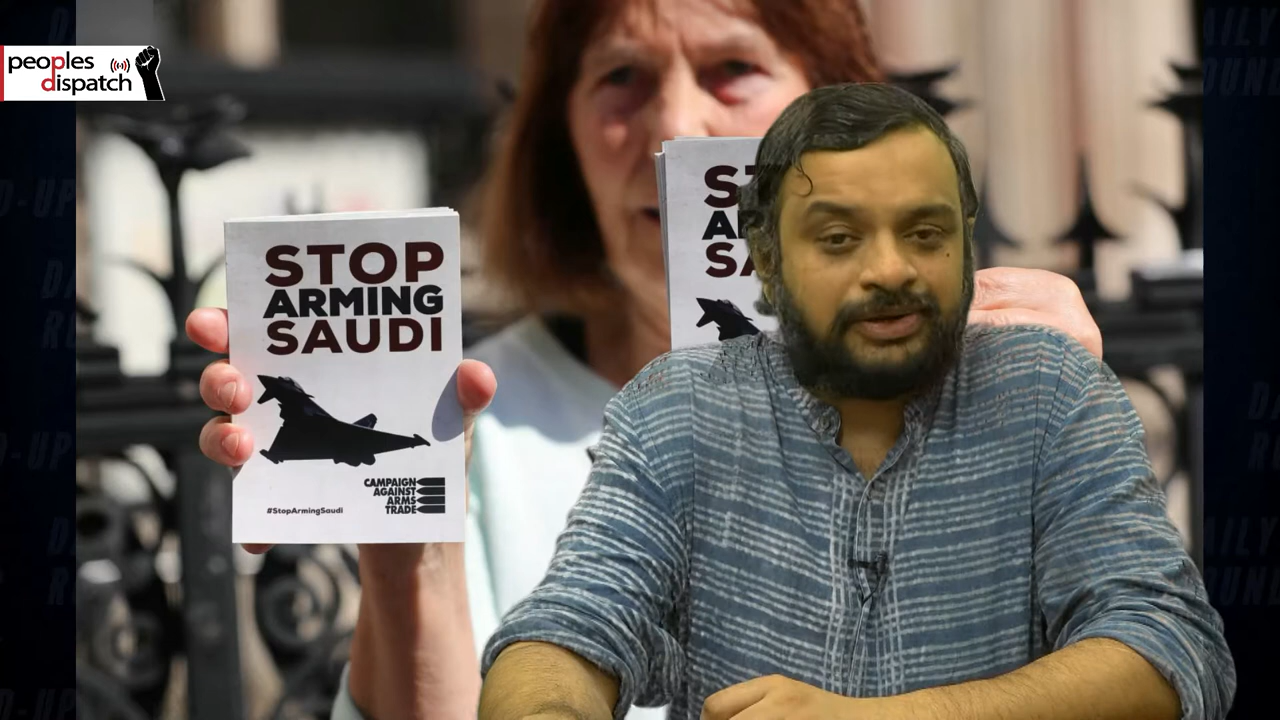 peoples
dispatch
STOP
ARMING
SAUDI
CAMPAIGN
AGAINST
ARMS
TRADE
#StopArmingSaudi